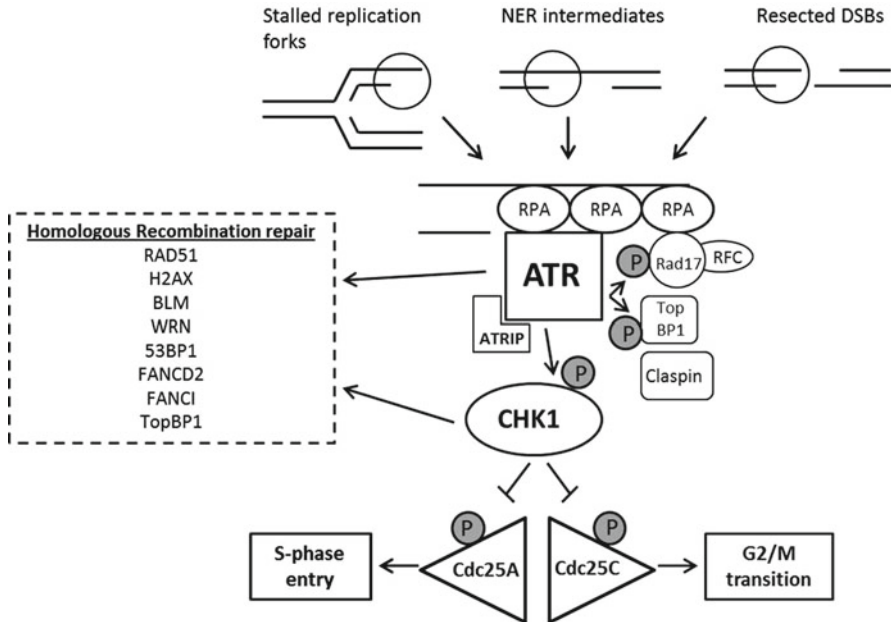 Stalled replication
forks
NER intermediates
Resected DSBs
RPA
RPA
RPA
Homologous Recombination repair
RAD51
H2AX
BLM
WRN
53BP1
FANCD2
FANCI
TopBP1
ATR
ATRIP
P
Rad17
RFC
P
Top
BP1
Claspin
P
CHK1
P
Cdc25A
P
Cdc25C
S-phase
entry
G2/M
transition